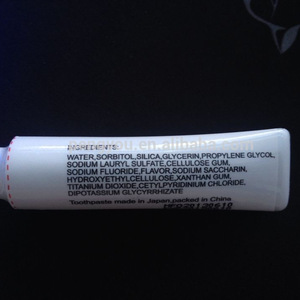 INGREDIENTS:
WATER,SORBITOL,SILICA,GLYCERIN,PROPYLENE GLYCOL,
SODIUM LAURYL SULFATE,CELLULOSE GUM,
SODIUM FLUORIDE,FLAVOR,SODIUM SACCHARIN,
HYDROXYETHYLCELLULOSE,XANTHAN GUM,
TITANIUM DIOXIDE,CETYLPYRIDINIUM CHLORIDE,
DIPOTASSIUM GLYCYRRHIZATE
Toothpaste made in Japan,packed in China